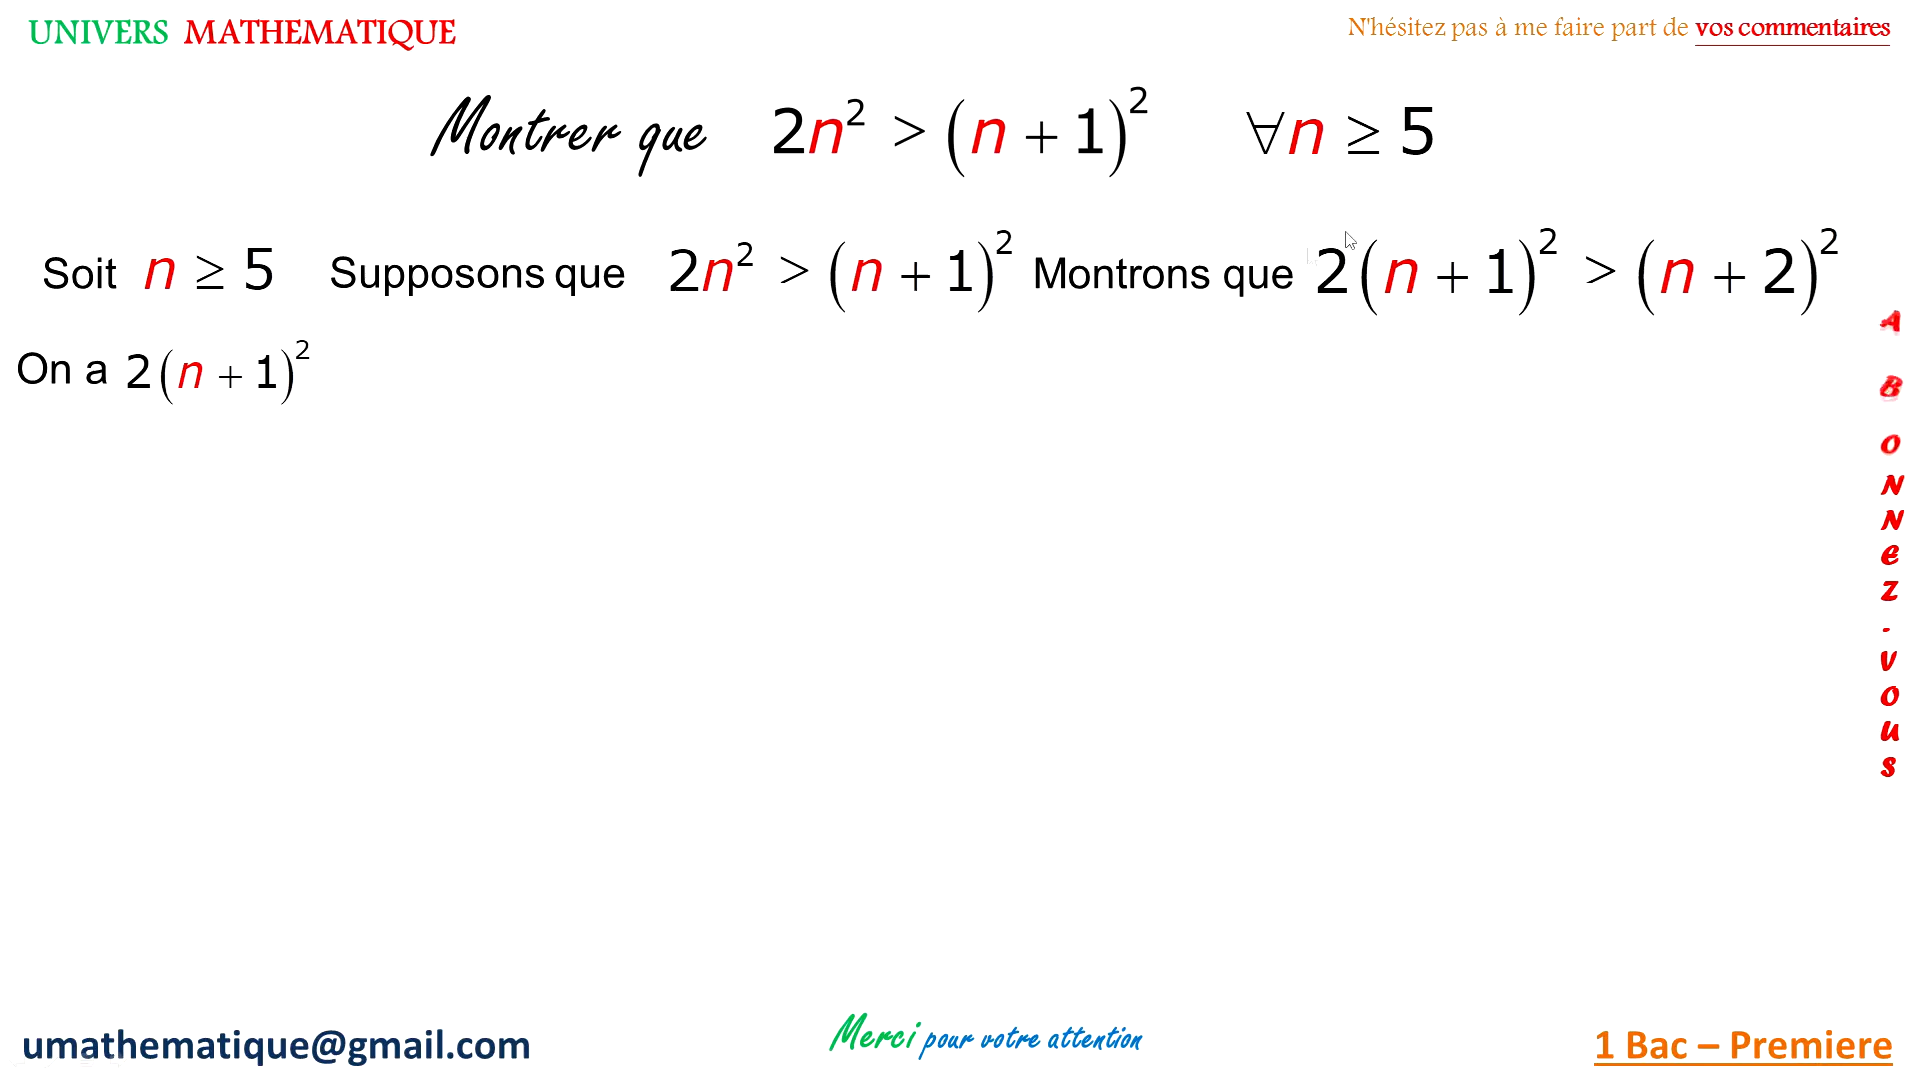 UNIVERS MATHEMATIQUE
N'hésitez pas à me faire part de vos commentaires
Montrer que 2n² > (n + 1)² ∀n ≥ 5
Soit n ≥ 5 Supposons que 2n² > (n + 1)² Montrons que 2(n + 1)² > (n + 2)²
On a 2(n + 1)²
ABONNEZ-VOUS
umathematique@gmail.com
Merci pour votre attention
1 Bac – Premiere